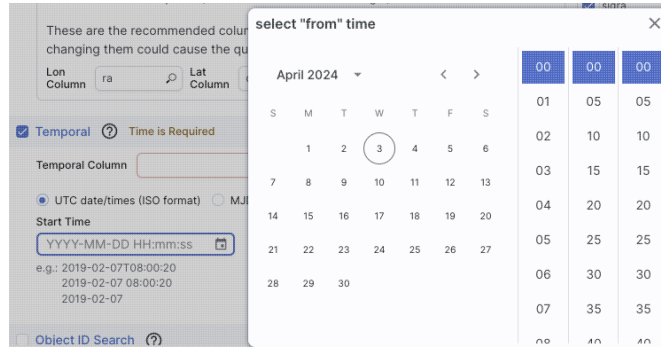 sigra
These are the recommended colur
changing them could cause the qu
Lon Column
ra
Lat Column
Temporal
Time is Required
Temporal Column
UTC date/times (ISO format)
Start Time
YYYY-MM-DD HH:mm:ss
e.g.: 2019-02-07T08:00:20
2019-02-07 08:00:20
2019-02-07
Object ID Search
select "from" time
April 2024
S M T W T F S
1 2 3 4 5 6
7 8 9 10 11 12 13
14 15 16 17 18 19 20
21 22 23 24 25 26 27
28 29 30
00 00 00
01 05 05
02 10 10
03 15 15
04 20 20
05 25 25
06 30 30
07 35 35
08 40 40